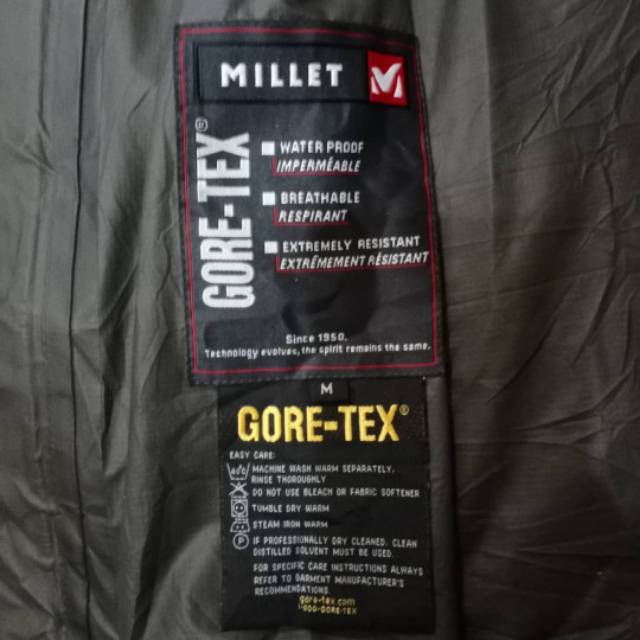 MILLET M
GORE-TEX®
WATER PROOF
IMPERMÉABLE
BREATHABLE
RESPIRANT
EXTREMELY RESISTANT
EXTRÊMEMENT RÉSISTANT
Since 1950.
Technology evolves, the spirit remains the same.
M
GORE-TEX®
EASY CARE:
MACHINE WASH WARM SEPARATELY.
RINSE THOROUGHLY
DO NOT USE BLEACH OR FABRIC SOFTENER
TUMBLE DRY WARM
STEAM IRON WARM
IF PROFESSIONALLY DRY CLEANED. CLEAN
DISTILLED SOLVENT MUST BE USED.
FOR SPECIFIC CARE INSTRUCTIONS ALWAYS
REFER TO GARMENT MANUFACTURER'S
RECOMMENDATIONS.
gore-tex.com
1-800-GORE-TEX